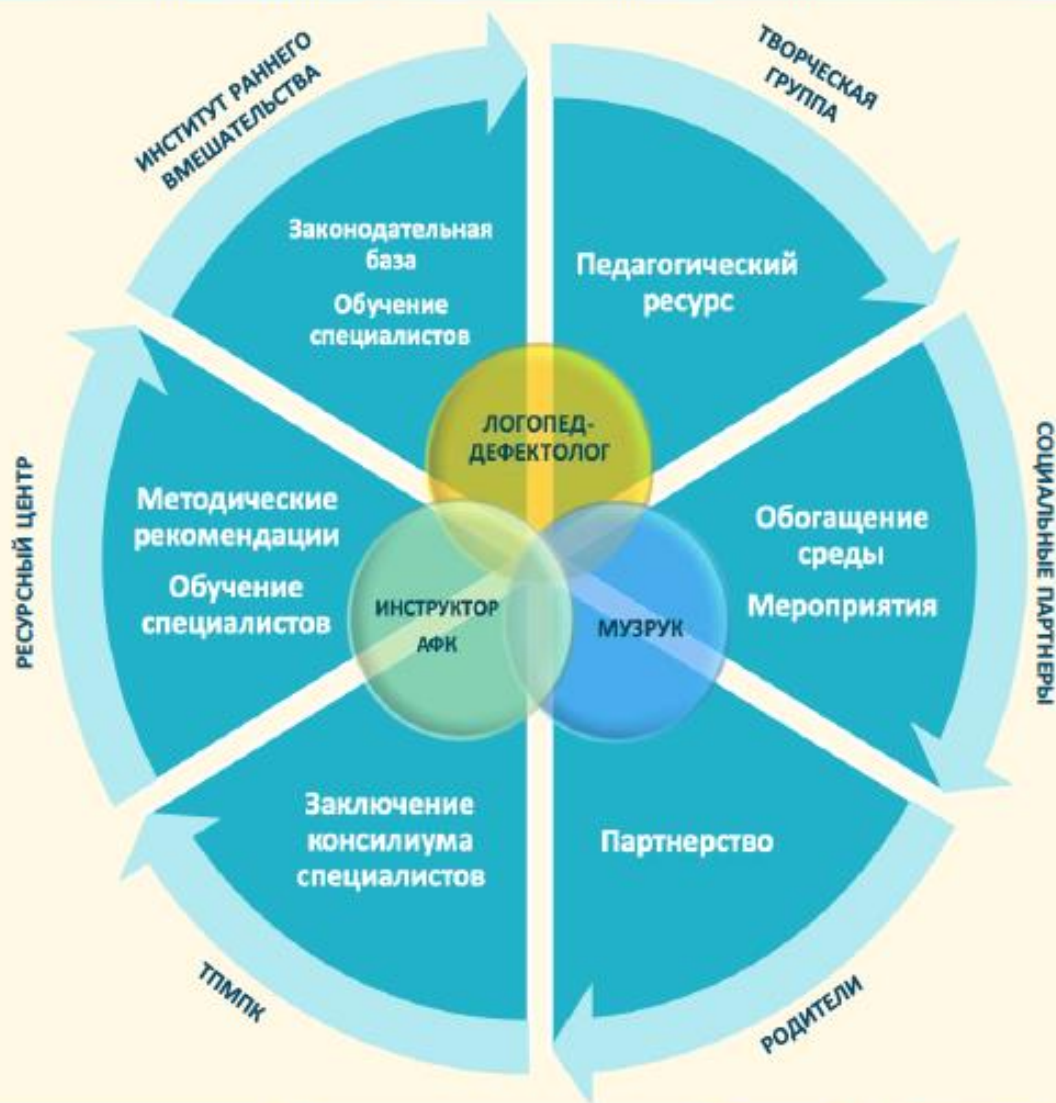 ИНСТИТУТ РАННЕГО
ВМЕШАТЕЛЬСТВА
ТВОРЧЕСКАЯ
ГРУППА
Законодательная
база
Обучение
специалистов
Педагогический
ресурс
ЛОГОПЕД-
ДЕФЕКТОЛОГ
РЕСУРСНЫЙ ЦЕНТР
Методические
рекомендации
Обучение
специалистов
СОЦИАЛЬНЫЕ ПАРТНЕРЫ
Обогащение
среды
Мероприятия
ИНСТРУКТОР
АФК
МУЗРУК
Заключение
консилиума
специалистов
Партнерство
ТПМПК
РОДИТЕЛИ